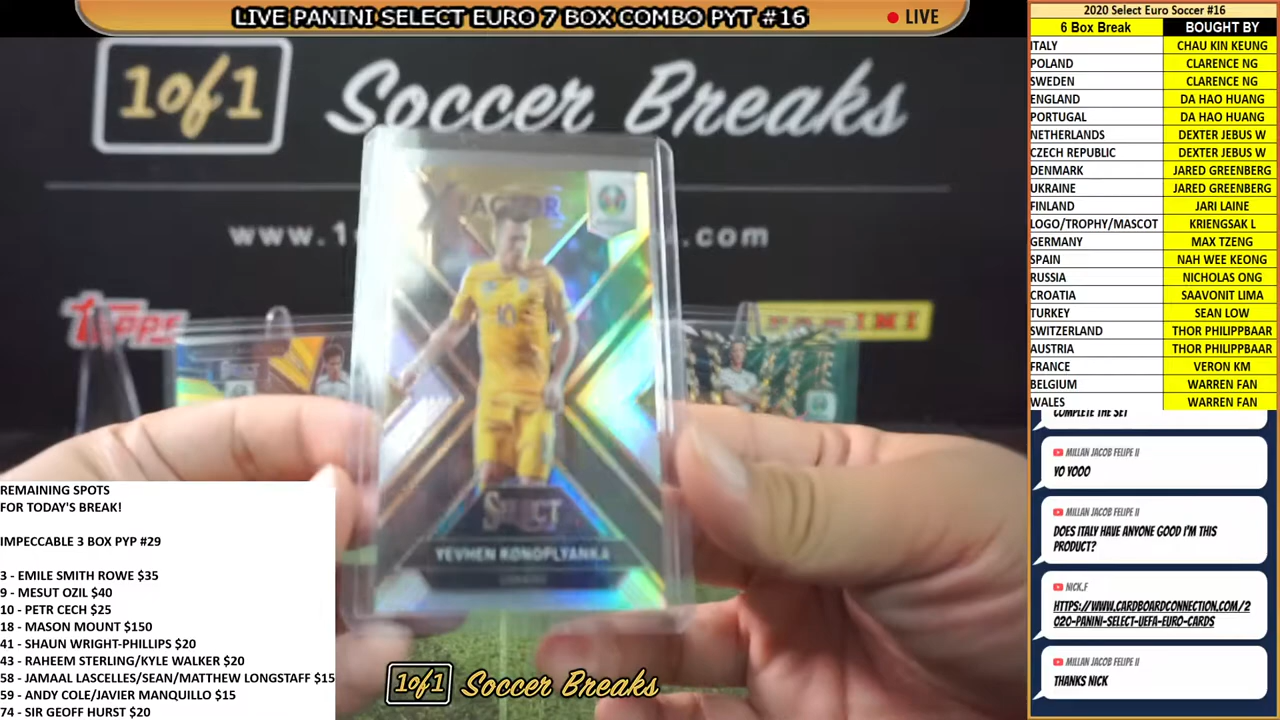 LIVE PANINI SELECT EURO 7 BOX COMBO PYT #16
LIVE
1of1 Soccer Breaks
www.1
.com
topps
PANINI
X FACTOR
10
SELECT
YEVHEN KONOPLYANKA
REMAINING SPOTS
FOR TODAY'S BREAK!
IMPECCABLE 3 BOX PYP #29
3 - EMILE SMITH ROWE $35
9 - MESUT OZIL $40
10 - PETR CECH $25
18 - MASON MOUNT $150
41 - SHAUN WRIGHT-PHILLIPS $20
43 - RAHEEM STERLING/KYLE WALKER $20
58 - JAMAAL LASCELLES/SEAN/MATTHEW LONGSTAFF $15
59 - ANDY COLE/JAVIER MANQUILLO $15
74 - SIR GEOFF HURST $20
1of1 Soccer Breaks
2020 Select Euro Soccer #16
6 Box Break BOUGHT BY
ITALY CHAU KIN KEUNG
POLAND CLARENCE NG
SWEDEN CLARENCE NG
ENGLAND DA HAO HUANG
PORTUGAL DA HAO HUANG
NETHERLANDS DEXTER JEBUS W
CZECH REPUBLIC DEXTER JEBUS W
DENMARK JARED GREENBERG
UKRAINE JARED GREENBERG
FINLAND JARI LAINE
LOGO/TROPHY/MASCOT KRIENGSAK L
GERMANY MAX TZENG
SPAIN NAH WEE KEONG
RUSSIA NICHOLAS ONG
CROATIA SAAVONIT LIMA
TURKEY SEAN LOW
SWITZERLAND THOR PHILIPPBAAR
AUSTRIA THOR PHILIPPBAAR
FRANCE VERON KM
BELGIUM WARREN FAN
WALES WARREN FAN
COMPLETE THE SET
MILLAN JACOB FELIPE II
YO YOOO
MILLAN JACOB FELIPE II
DOES ITALY HAVE ANYONE GOOD I'M THIS
PRODUCT?
NICK.F
HTTPS://WWW.CARDBOARDCONNECTION.COM/2
020-PANINI-SELECT-UEFA-EURO-CARDS
MILLAN JACOB FELIPE II
THANKS NICK